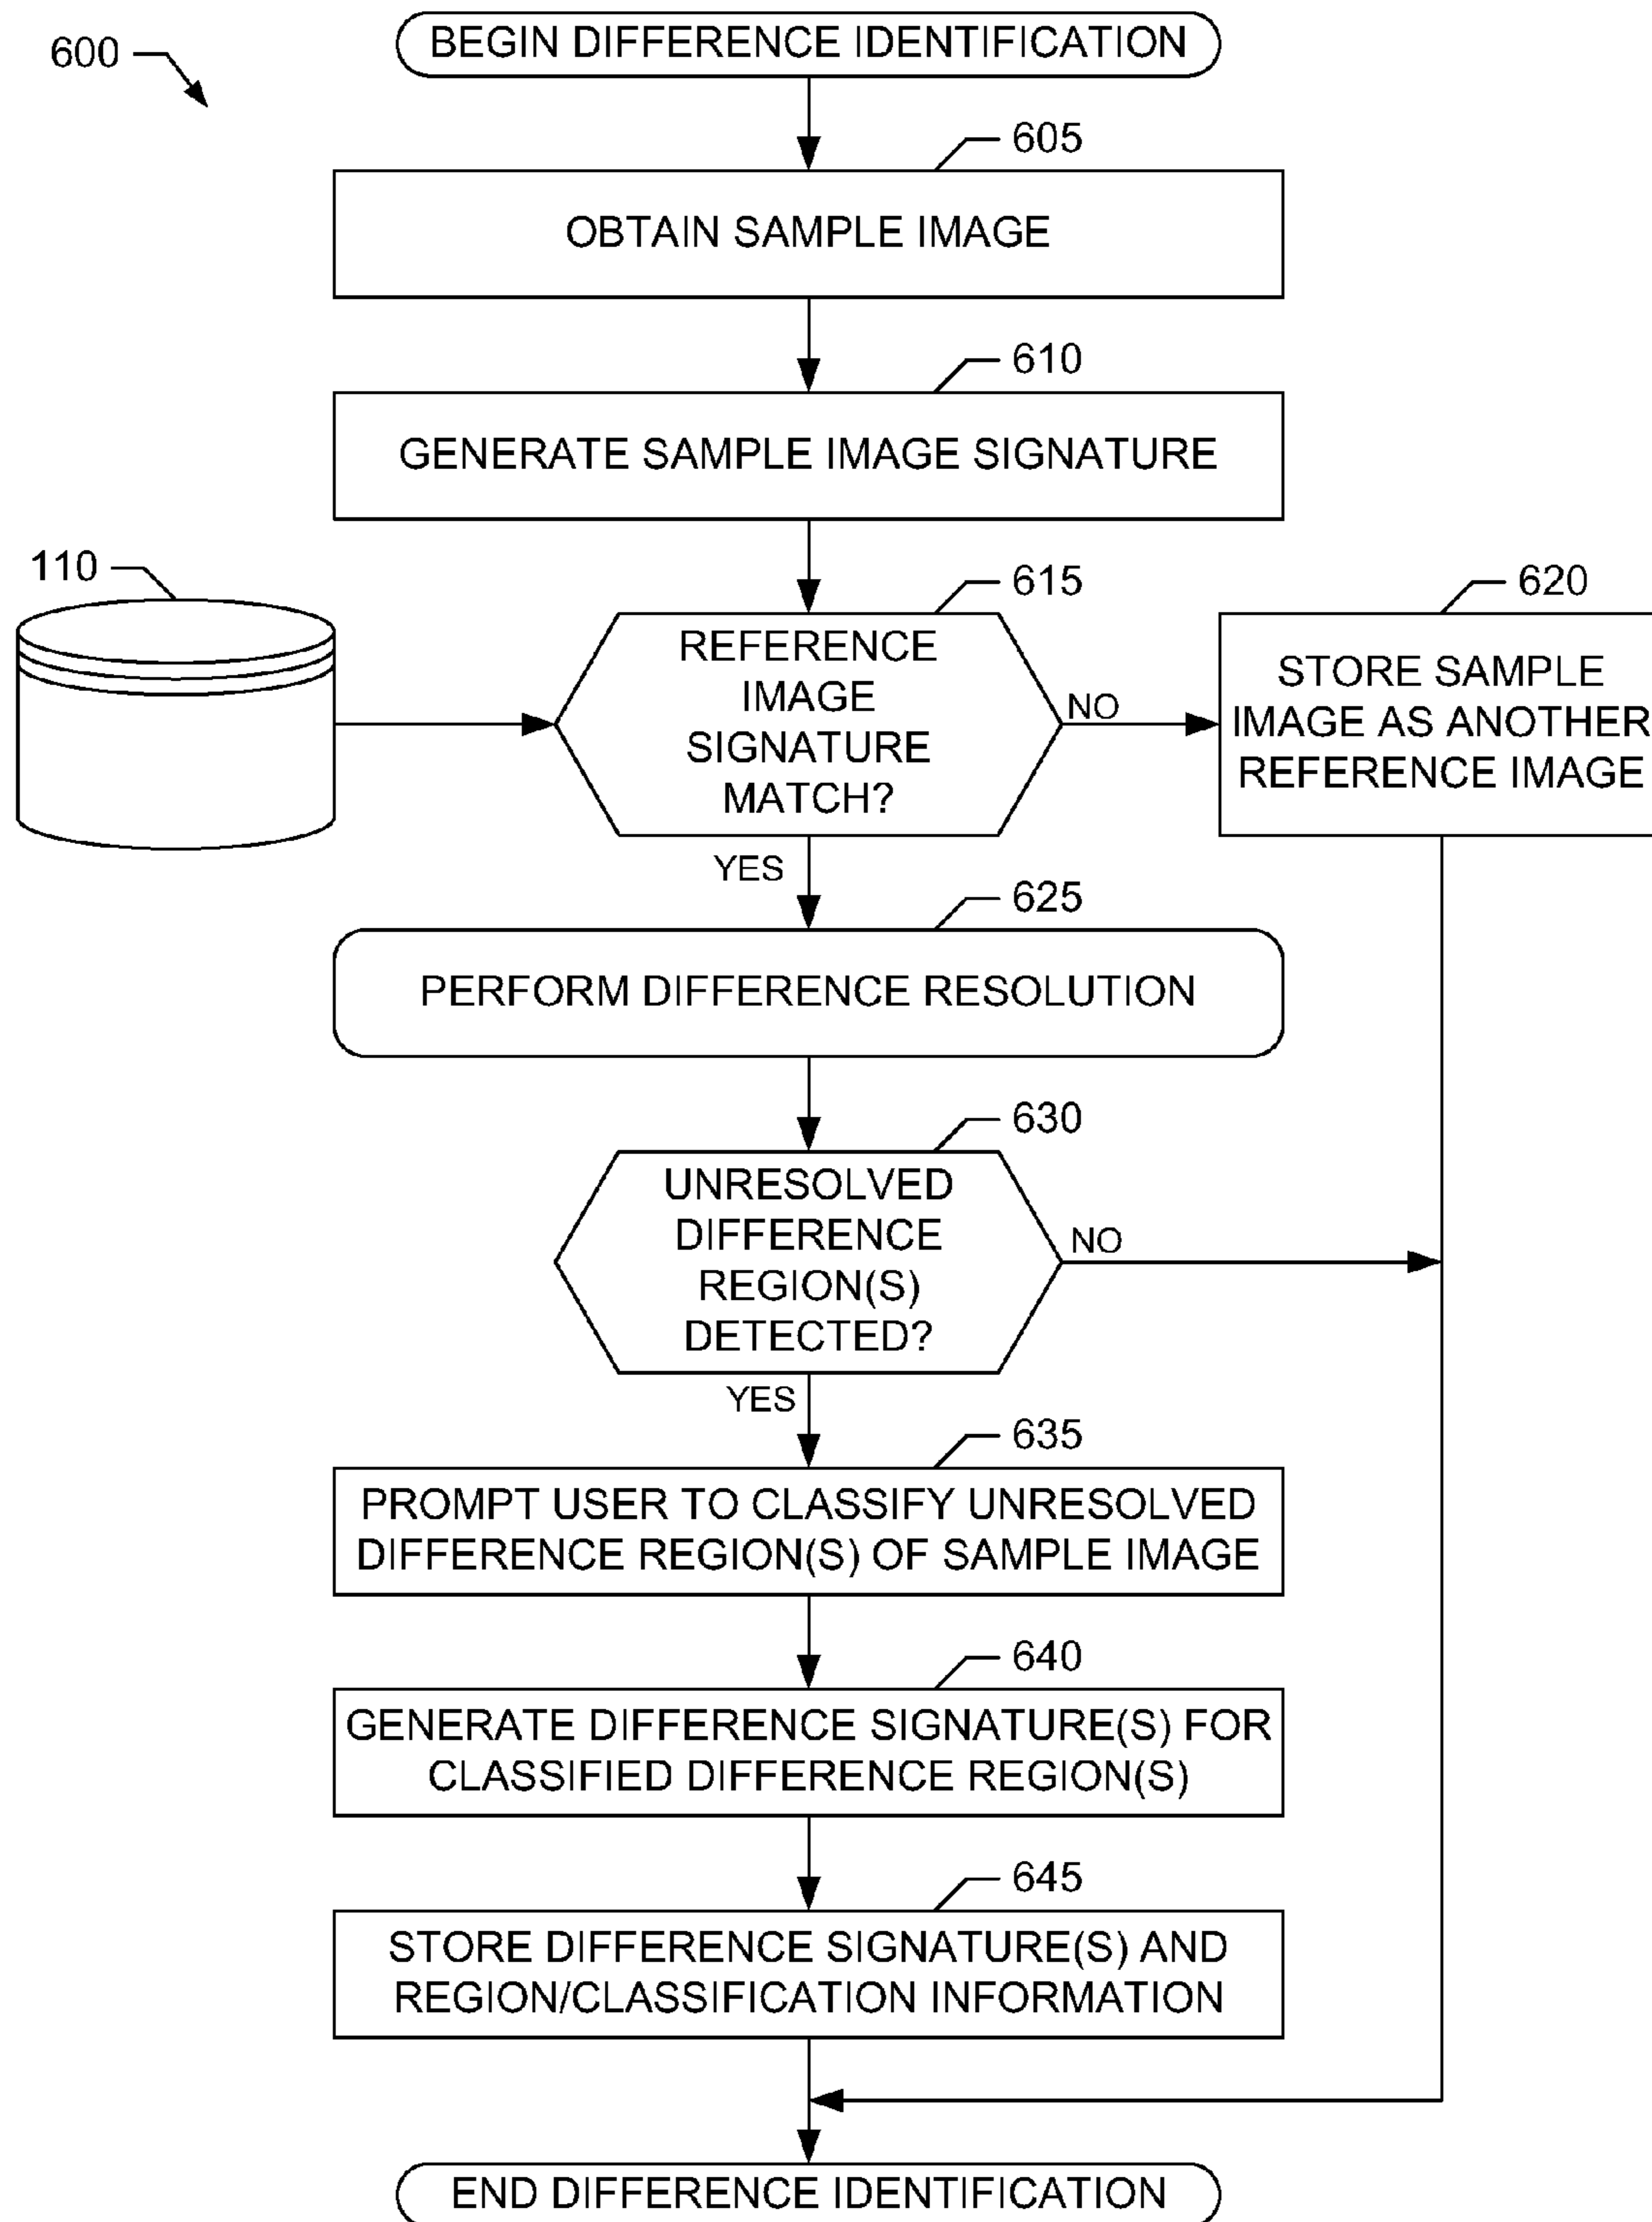 600
BEGIN DIFFERENCE IDENTIFICATION
605
OBTAIN SAMPLE IMAGE
610
GENERATE SAMPLE IMAGE SIGNATURE
110
615
REFERENCE
IMAGE
SIGNATURE
MATCH?
NO
620
STORE SAMPLE
IMAGE AS ANOTHER
REFERENCE IMAGE
YES
625
PERFORM DIFFERENCE RESOLUTION
630
UNRESOLVED
DIFFERENCE
REGION(S)
DETECTED?
NO
YES
635
PROMPT USER TO CLASSIFY UNRESOLVED
DIFFERENCE REGION(S) OF SAMPLE IMAGE
640
GENERATE DIFFERENCE SIGNATURE(S) FOR
CLASSIFIED DIFFERENCE REGION(S)
645
STORE DIFFERENCE SIGNATURE(S) AND
REGION/CLASSIFICATION INFORMATION
END DIFFERENCE IDENTIFICATION